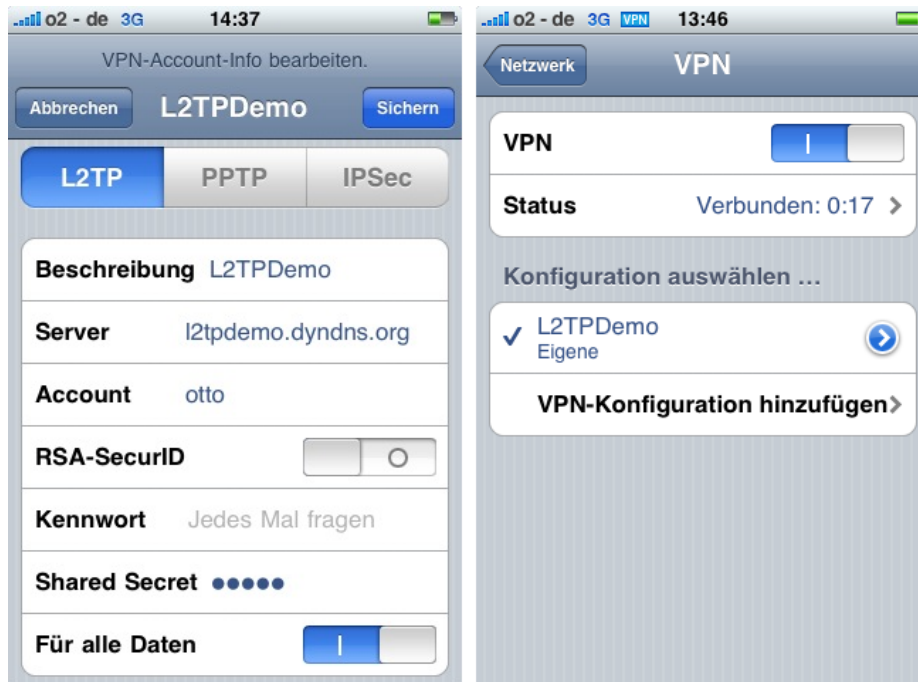 o2 - de 3G 14:37
VPN-Account-Info bearbeiten.
Abbrechen L2TPDemo Sichern
L2TP PPTP IPSec
Beschreibung L2TPDemo
Server l2tpdemo.dyndns.org
Account otto
RSA-SecurID
Kennwort Jedes Mal fragen
Shared Secret ●●●●●
Für alle Daten
o2 - de 3G VPN 13:46
Netzwerk VPN
VPN
Status Verbunden: 0:17
Konfiguration auswählen ...
L2TPDemo
Eigene
VPN-Konfiguration hinzufügen